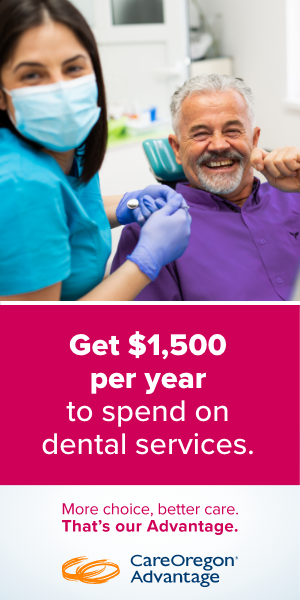 Get $1,500
per year
to spend on
dental services.
More choice, better care.
That's our Advantage.
CareOregon®
Advantage